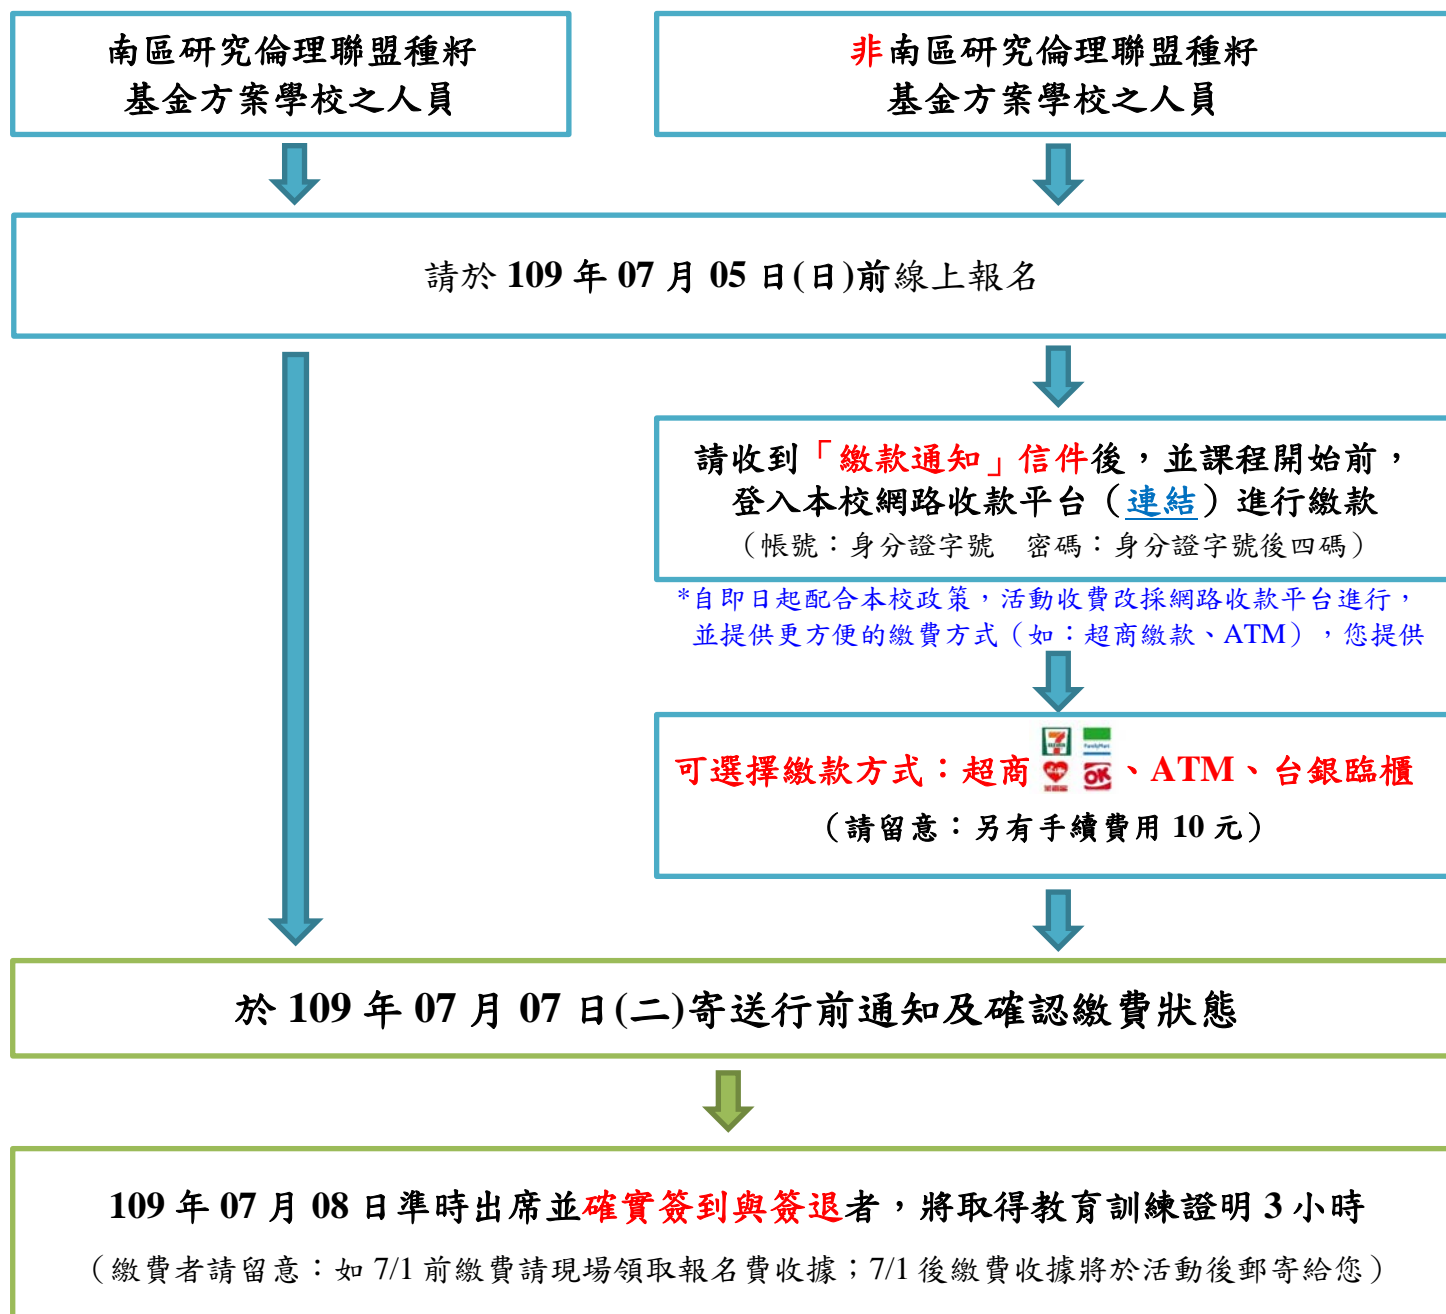 南區研究倫理聯盟種籽
基金方案學校之人員
非南區研究倫理聯盟種籽
基金方案學校之人員
請於 109 年 07 月 05 日(日)前線上報名
請收到「繳款通知」信件後，並課程開始前，
登入本校網路收款平台（連結）進行繳款
（帳號：身分證字號　密碼：身分證字號後四碼）
*自即日起配合本校政策，活動收費改採網路收款平台進行，
並提供更方便的繳費方式（如：超商繳款、ATM），您提供
可選擇繳款方式：超商、ATM、台銀臨櫃
7
FamilyMart
OK
（請留意：另有手續費用 10 元）
於 109 年 07 月 07 日(二)寄送行前通知及確認繳費狀態
109 年 07 月 08 日準時出席並確實簽到與簽退者，將取得教育訓練證明 3 小時
（繳費者請留意：如 7/1 前繳費請現場領取報名費收據；7/1 後繳費收據將於活動後郵寄給您）